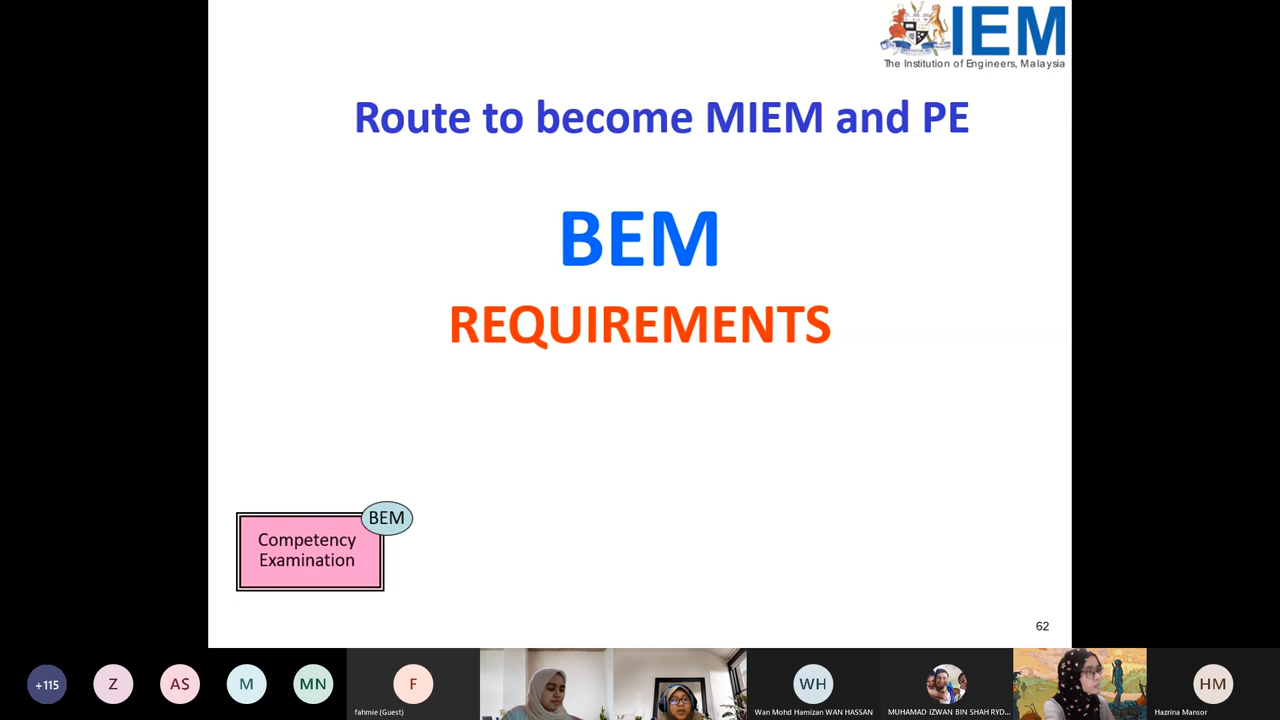 IEM
The Institution of Engineers, Malaysia
Route to become MIEM and PE
BEM
REQUIREMENTS
BEM
Competency
Examination
62
+115
Z
AS
M
MN
F
WH
HM
fahmie (Guest)
Wan Mohd Hamizan WAN HASSAN
MUHAMAD IZWAN BIN SHAH RYD...
Hazrina Mansor